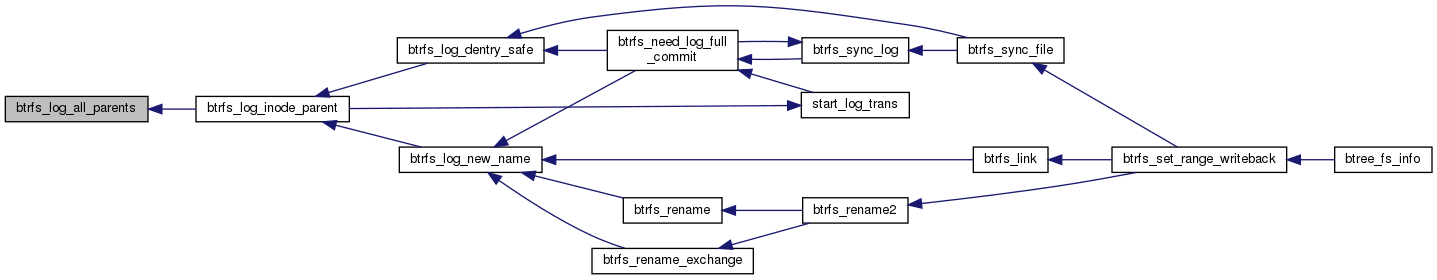 btrfs_log_all_parents
btrfs_log_inode_parent
btrfs_log_dentry_safe
btrfs_need_log_full
_commit
btrfs_sync_log
btrfs_sync_file
start_log_trans
btrfs_log_new_name
btrfs_link
btrfs_set_range_writeback
btree_fs_info
btrfs_rename
btrfs_rename2
btrfs_rename_exchange